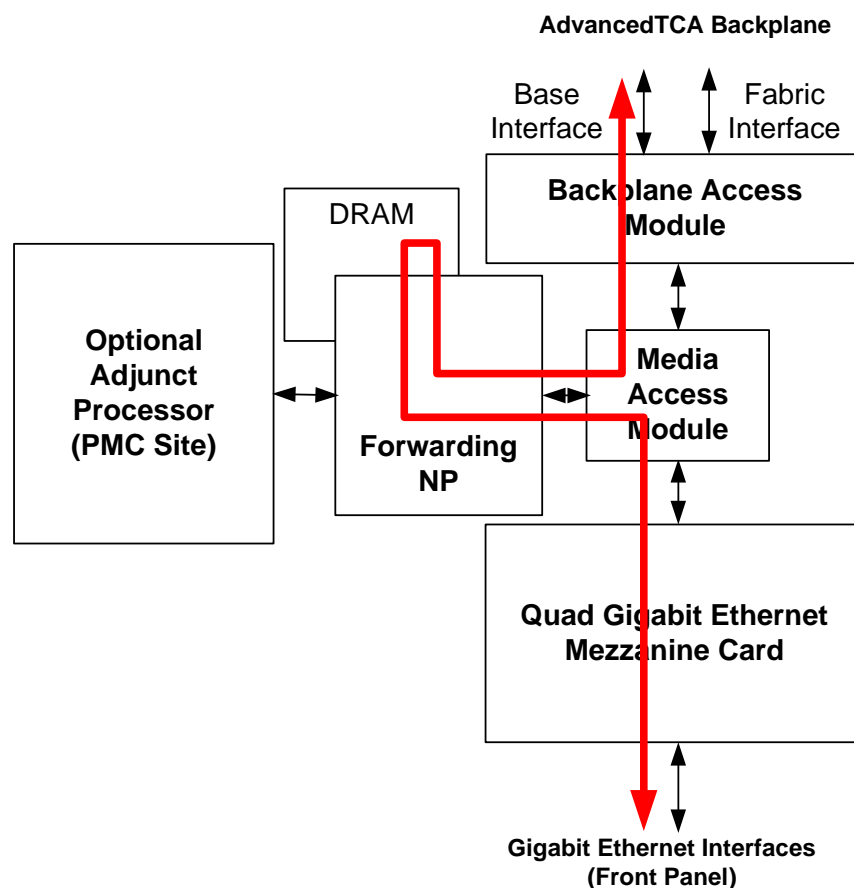 AdvancedTCA Backplane
Base
Interface
Fabric
Interface
Backplane Access
Module
DRAM
Optional
Adjunct
Processor
(PMC Site)
Forwarding
NP
Media
Access
Module
Quad Gigabit Ethernet
Mezzanine Card
Gigabit Ethernet Interfaces
(Front Panel)